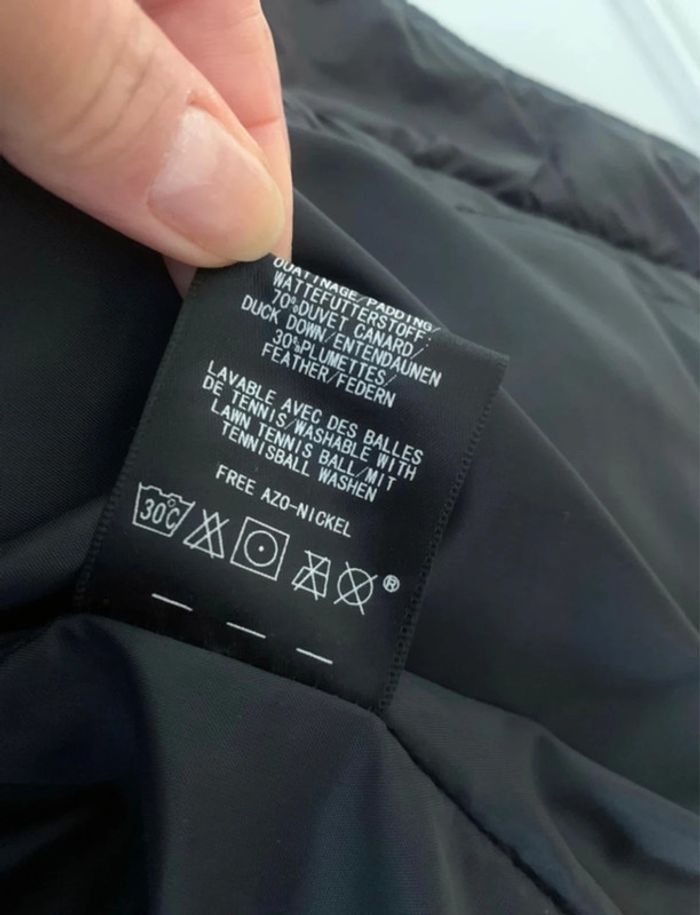 OUATINAGE/PADDING/
WATTEFUTTERSTOFF:
70%DUVET CANARD/
DUCK DOWN/ENTENDAUNEN
30%PLUMETTES/
FEATHER/FEDERN
LAVABLE AVEC DES BALLES
DE TENNIS/WASHABLE WITH
LAWN TENNIS BALL/MIT
TENNISBALL WASHEN
FREE AZO-NICKEL
30℃
®